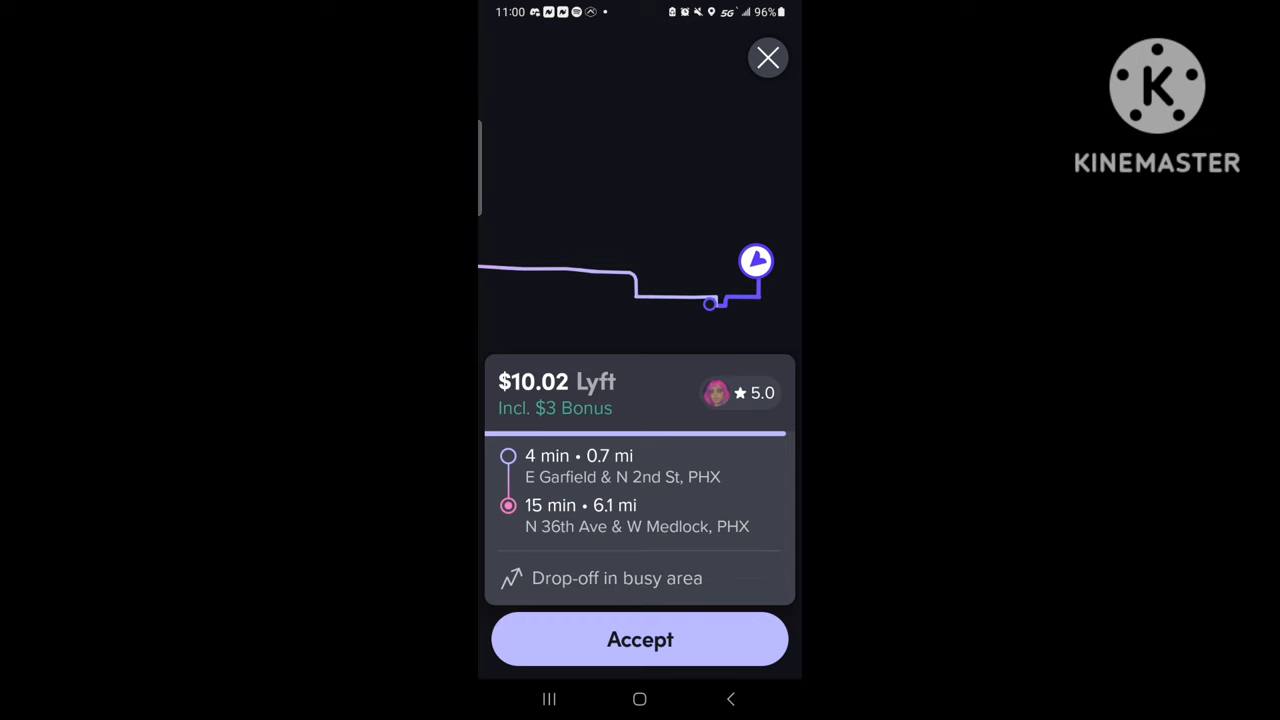 11:00
5G 96%
K
KINEMASTER
$10.02 Lyft
Incl. $3 Bonus
5.0
4 min • 0.7 mi
E Garfield & N 2nd St, PHX
15 min • 6.1 mi
N 36th Ave & W Medlock, PHX
Drop-off in busy area
Accept